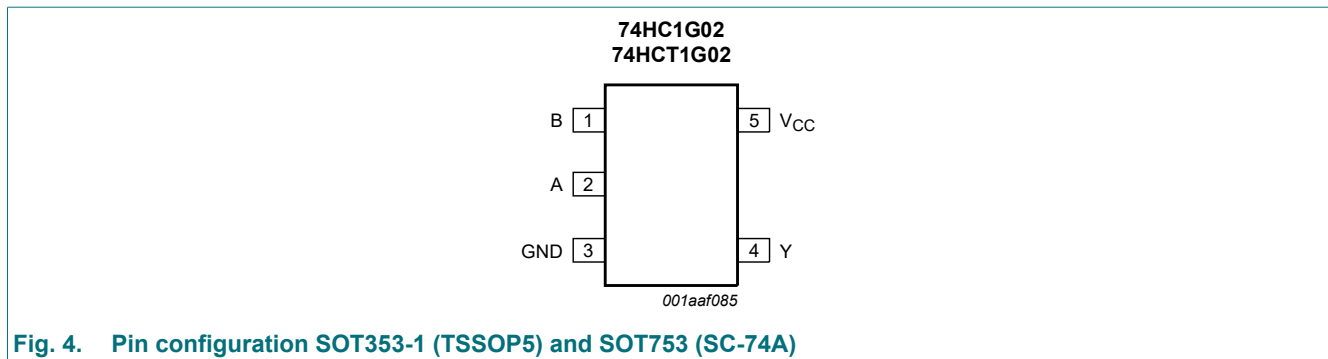 74HC1G02
74HCT1G02
B 1
5 VCC
A 2
GND 3
4 Y
001aaf085
Fig. 4. Pin configuration SOT353-1 (TSSOP5) and SOT753 (SC-74A)